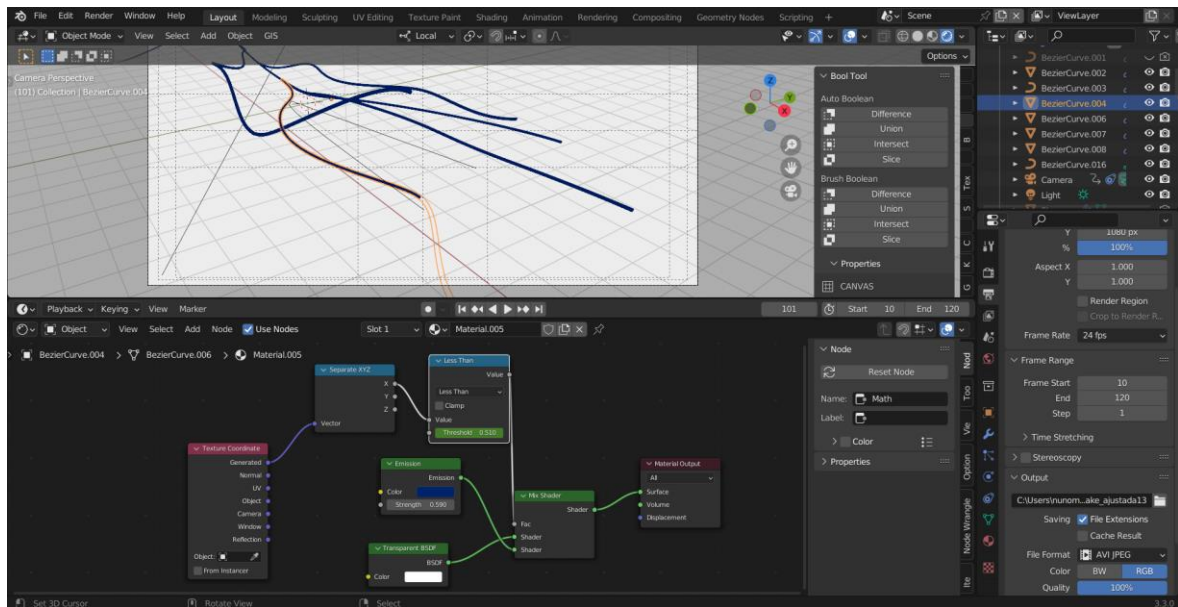 File Edit Render Window Help Layout Modeling Sculpting UV Editing Texture Paint Shading Animation Rendering Compositing Geometry Nodes Scripting + Scene ViewLayer
Object Mode View Select Add Object GIS Local
Options
Camera Perspective
(101) Collection | BezierCurve.004
Bool Tool
Auto Boolean
Difference
Union
Intersect
Slice
Brush Boolean
Difference
Union
Intersect
Slice
Properties
CANVAS
Tex
BezierCurve.001
BezierCurve.002
BezierCurve.003
BezierCurve.004
BezierCurve.006
BezierCurve.007
BezierCurve.008
BezierCurve.016
Camera
Light
Y 1080 px
% 100%
Aspect X 1.000
Y 1.000
Render Region
Crop to Render R...
Frame Rate 24 fps
Frame Range
Frame Start 10
End 120
Step 1
Time Stretching
Stereoscopy
Output
C:\Users\nunom...ake_ajustada13
Saving File Extensions
Cache Result
File Format AVI JPEG
Color BW RGB
Quality 100%
Playback Keying View Marker 101 Start 10 End 120
Object View Select Add Node Use Nodes Slot 1 Material.005
BezierCurve.004 > BezierCurve.006 > Material.005
Separate XYZ
X
Y
Z
Vector
Less Than
Value
Less Than
Clamp
Value
Threshold 0.510
Texture Coordinate
Generated
Normal
UV
Object
Camera
Window
Reflection
Object:
From Instancer
Emission
Emission
Color
Strength 0.590
Transparent BSDF
BSDF
Color
Mix Shader
Shader
Fac
Shader
Shader
Material Output
All
Surface
Volume
Displacement
Node
Reset Node
Name: Math
Label:
Color
Properties
Nod
Too
Vie
Option
Node Wrangle
Ite
Set 3D Cursor Rotate View Select 3.3.0